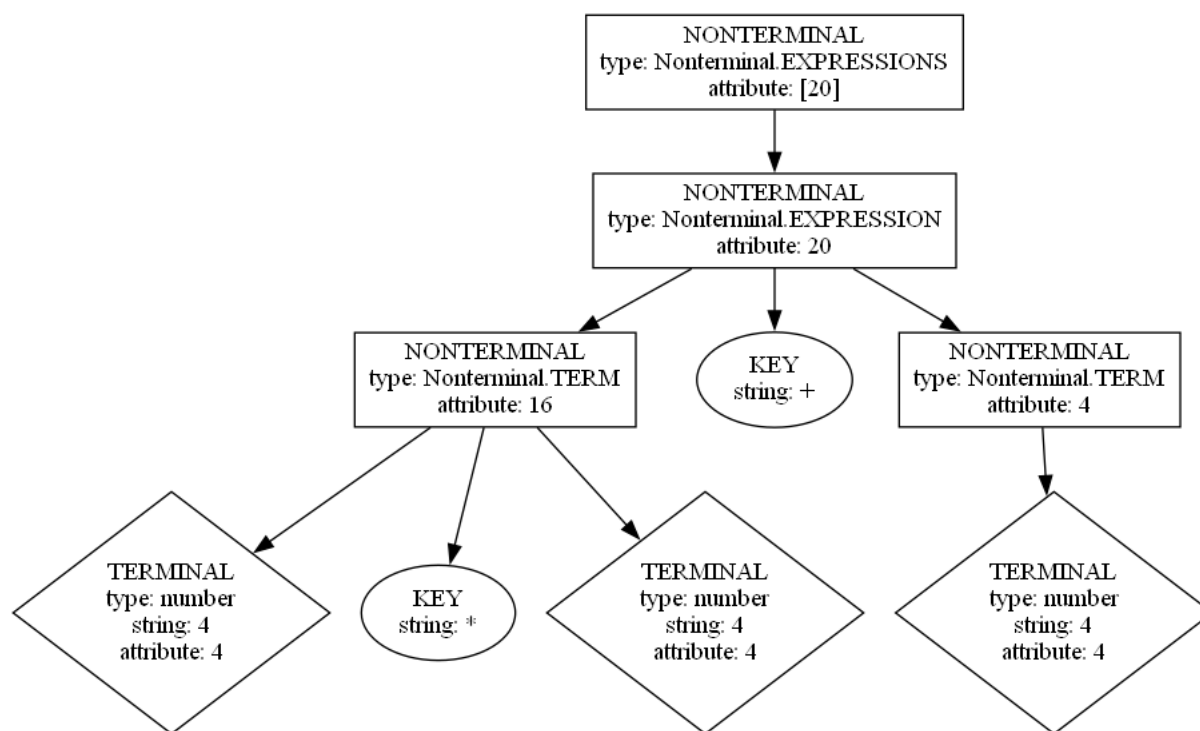 NONTERMINAL
type: Nonterminal.EXPRESSIONS
attribute: [20]
NONTERMINAL
type: Nonterminal.EXPRESSION
attribute: 20
NONTERMINAL
type: Nonterminal.TERM
attribute: 16
KEY
string: +
NONTERMINAL
type: Nonterminal.TERM
attribute: 4
TERMINAL
type: number
string: 4
attribute: 4
KEY
string: *
TERMINAL
type: number
string: 4
attribute: 4
TERMINAL
type: number
string: 4
attribute: 4